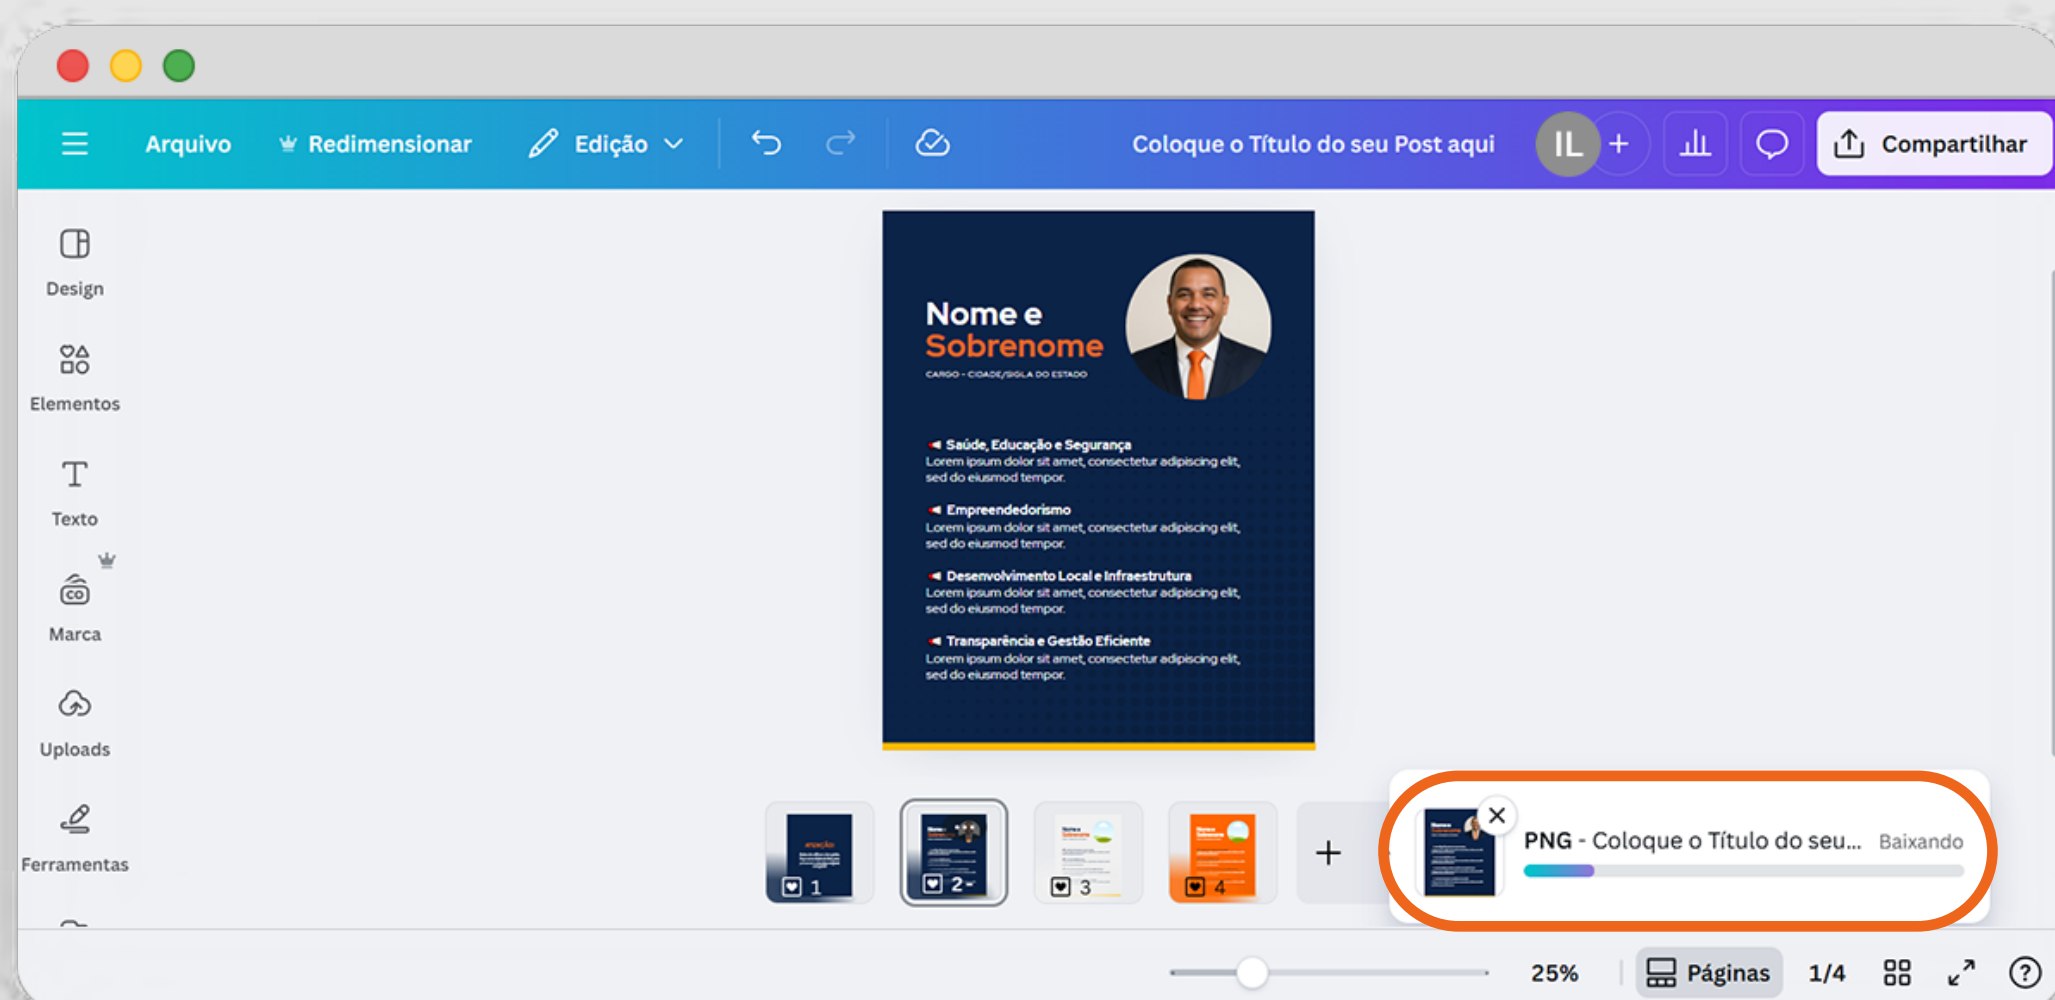 Arquivo
Redimensionar
Edição
Coloque o Título do seu Post aqui
IL
+
Compartilhar
Design
Elementos
Texto
Marca
Uploads
Ferramentas
Nome e
Sobrenome
CARGO - CIDADE/SIGLA DO ESTADO
Saúde, Educação e Segurança
Lorem ipsum dolor sit amet, consectetur adipiscing elit,
sed do eiusmod tempor.
Empreendedorismo
Lorem ipsum dolor sit amet, consectetur adipiscing elit,
sed do eiusmod tempor.
Desenvolvimento Local e Infraestrutura
Lorem ipsum dolor sit amet, consectetur adipiscing elit,
sed do eiusmod tempor.
Transparência e Gestão Eficiente
Lorem ipsum dolor sit amet, consectetur adipiscing elit,
sed do eiusmod tempor.
1
2 -
3
4
+
PNG - Coloque o Título do seu...
Baixando
25%
Páginas
1/4
?